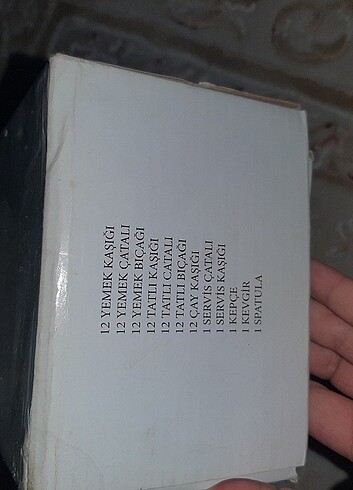 12 YEMEK KAŞIĞI
12 YEMEK ÇATALI
12 YEMEK BIÇAĞI
12 TATLI KAŞIĞI
12 TATLI CATALI
12 TATLI BIÇAĞI
12 ÇAY KAŞIĞI
1 SERVİS ÇATALI
1 SERVİS KAŞIĞI
1 KEPÇE
1 KEVGİR
1 SPATULA